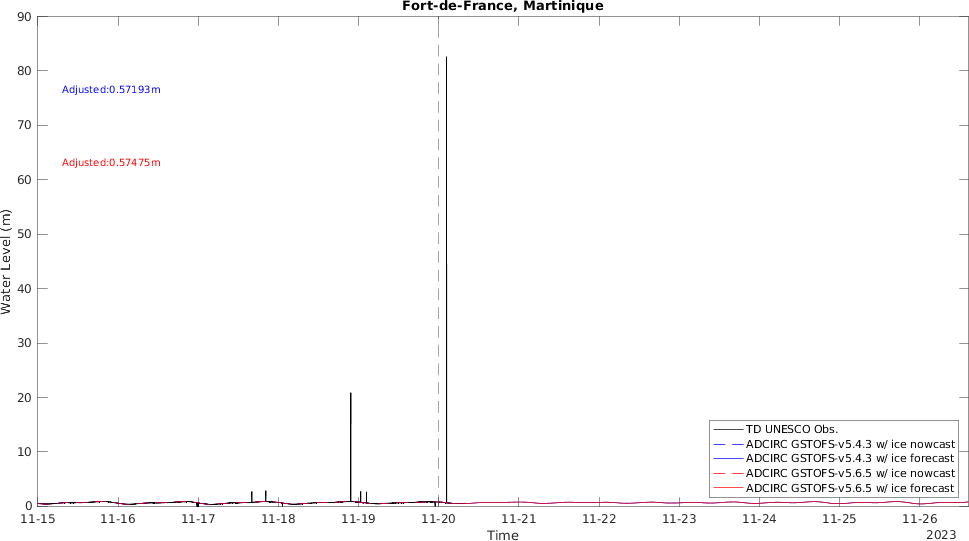 Fort-de-France, Martinique
90
80
70
60
50
40
30
20
10
0
Water Level (m)
Adjusted:0.57193m
Adjusted:0.57475m
TD UNESCO Obs.
ADCIRC GSTOFS-v5.4.3 w/ ice nowcast
ADCIRC GSTOFS-v5.4.3 w/ ice forecast
ADCIRC GSTOFS-v5.6.5 w/ ice nowcast
ADCIRC GSTOFS-v5.6.5 w/ ice forecast
11-15 11-16 11-17 11-18 11-19 11-20 11-21 11-22 11-23 11-24 11-25 11-26
Time
2023